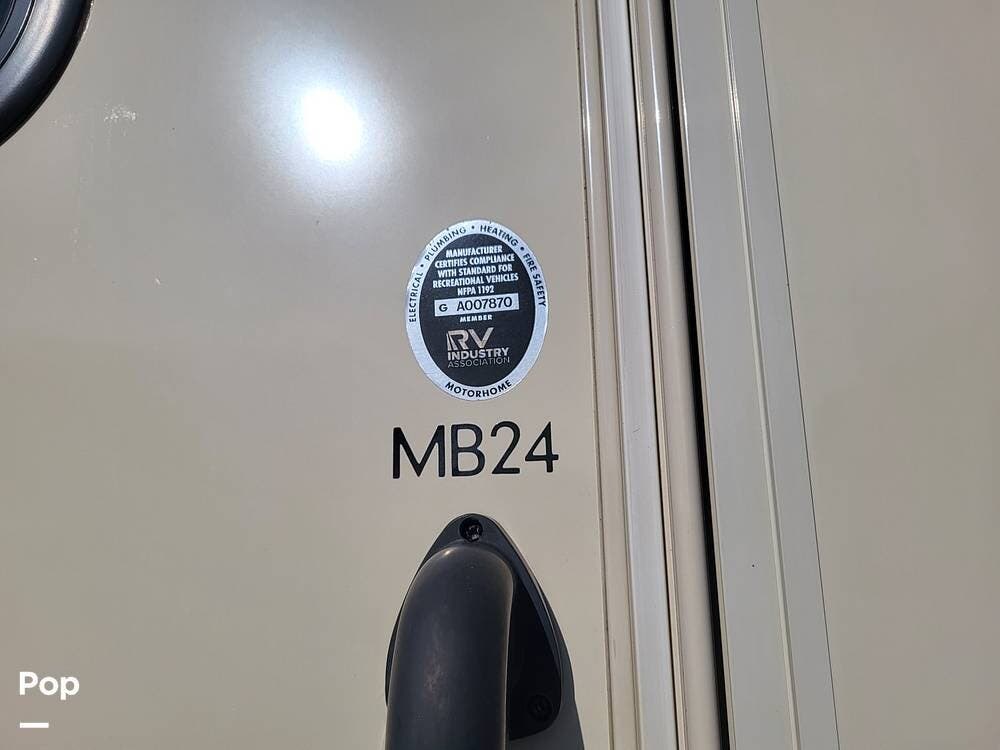 ELECTRICAL • PLUMBING • HEATING • FIRE SAFETY
MANUFACTURER
CERTIFIES COMPLIANCE
WITH STANDARD FOR
RECREATIONAL VEHICLES
NFPA 1192
G A007870
MEMBER
RV
INDUSTRY
ASSOCIATION
MOTORHOME
MB24
Pop